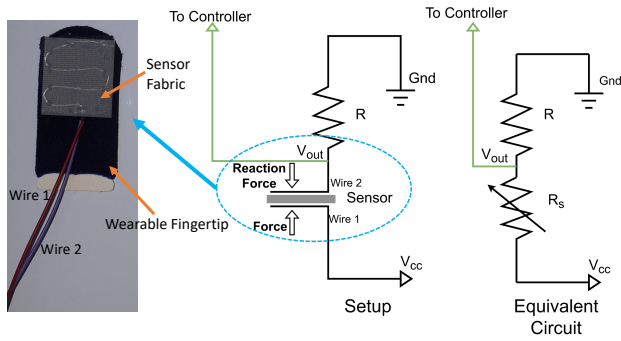 Sensor
Fabric
Wire 1
Wearable Fingertip
Wire 2
To Controller
Gnd
R
Vout
Reaction
Force
Wire 2
Sensor
Wire 1
Force
Vcc
Setup
To Controller
Gnd
R
Vout
Rs
Vcc
Equivalent
Circuit